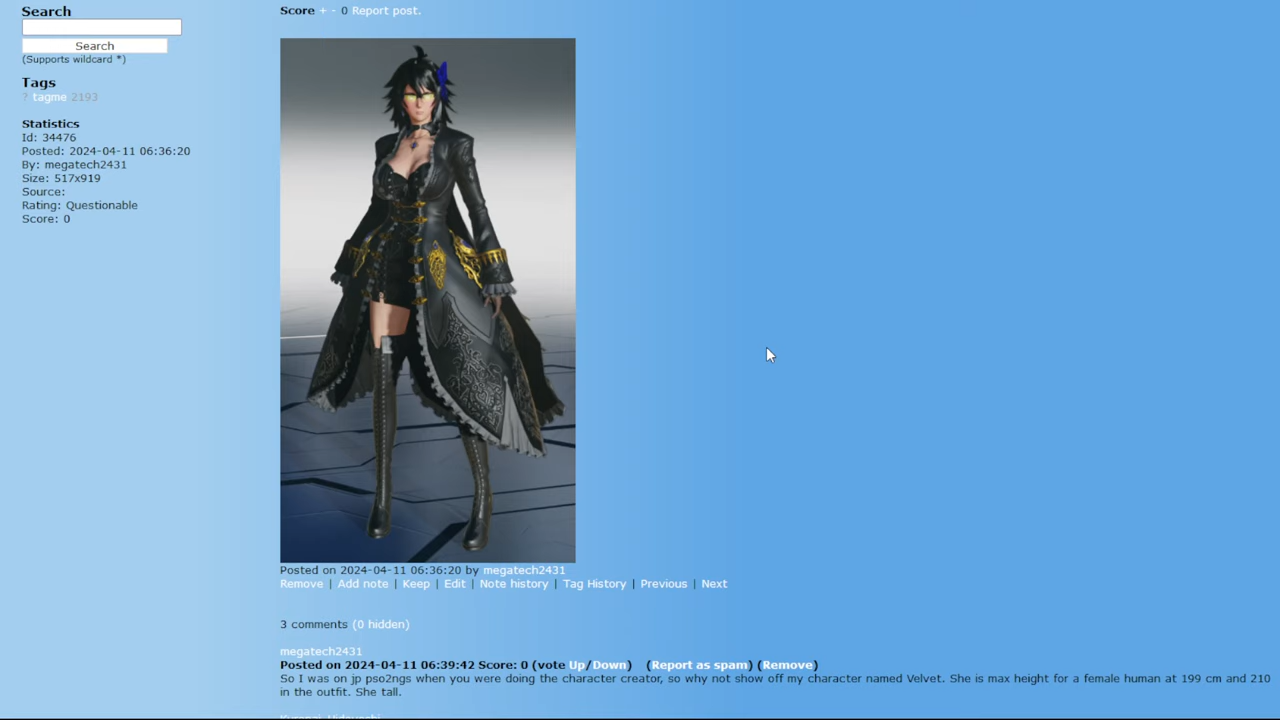 Search
Search
(Supports wildcard *)
Tags
? tagme 2193
Statistics
Id: 34476
Posted: 2024-04-11 06:36:20
By: megatech2431
Size: 517x919
Source:
Rating: Questionable
Score: 0
Score + - 0 Report post.
Posted on 2024-04-11 06:36:20 by megatech2431
Remove | Add note | Keep | Edit | Note history | Tag History | Previous | Next
3 comments (0 hidden)
megatech2431
Posted on 2024-04-11 06:39:42 Score: 0 (vote Up/Down) (Report as spam) (Remove)
So I was on jp pso2ngs when you were doing the character creator, so why not show off my character named Velvet. She is max height for a female human at 199 cm and 210
in the outfit. She tall.